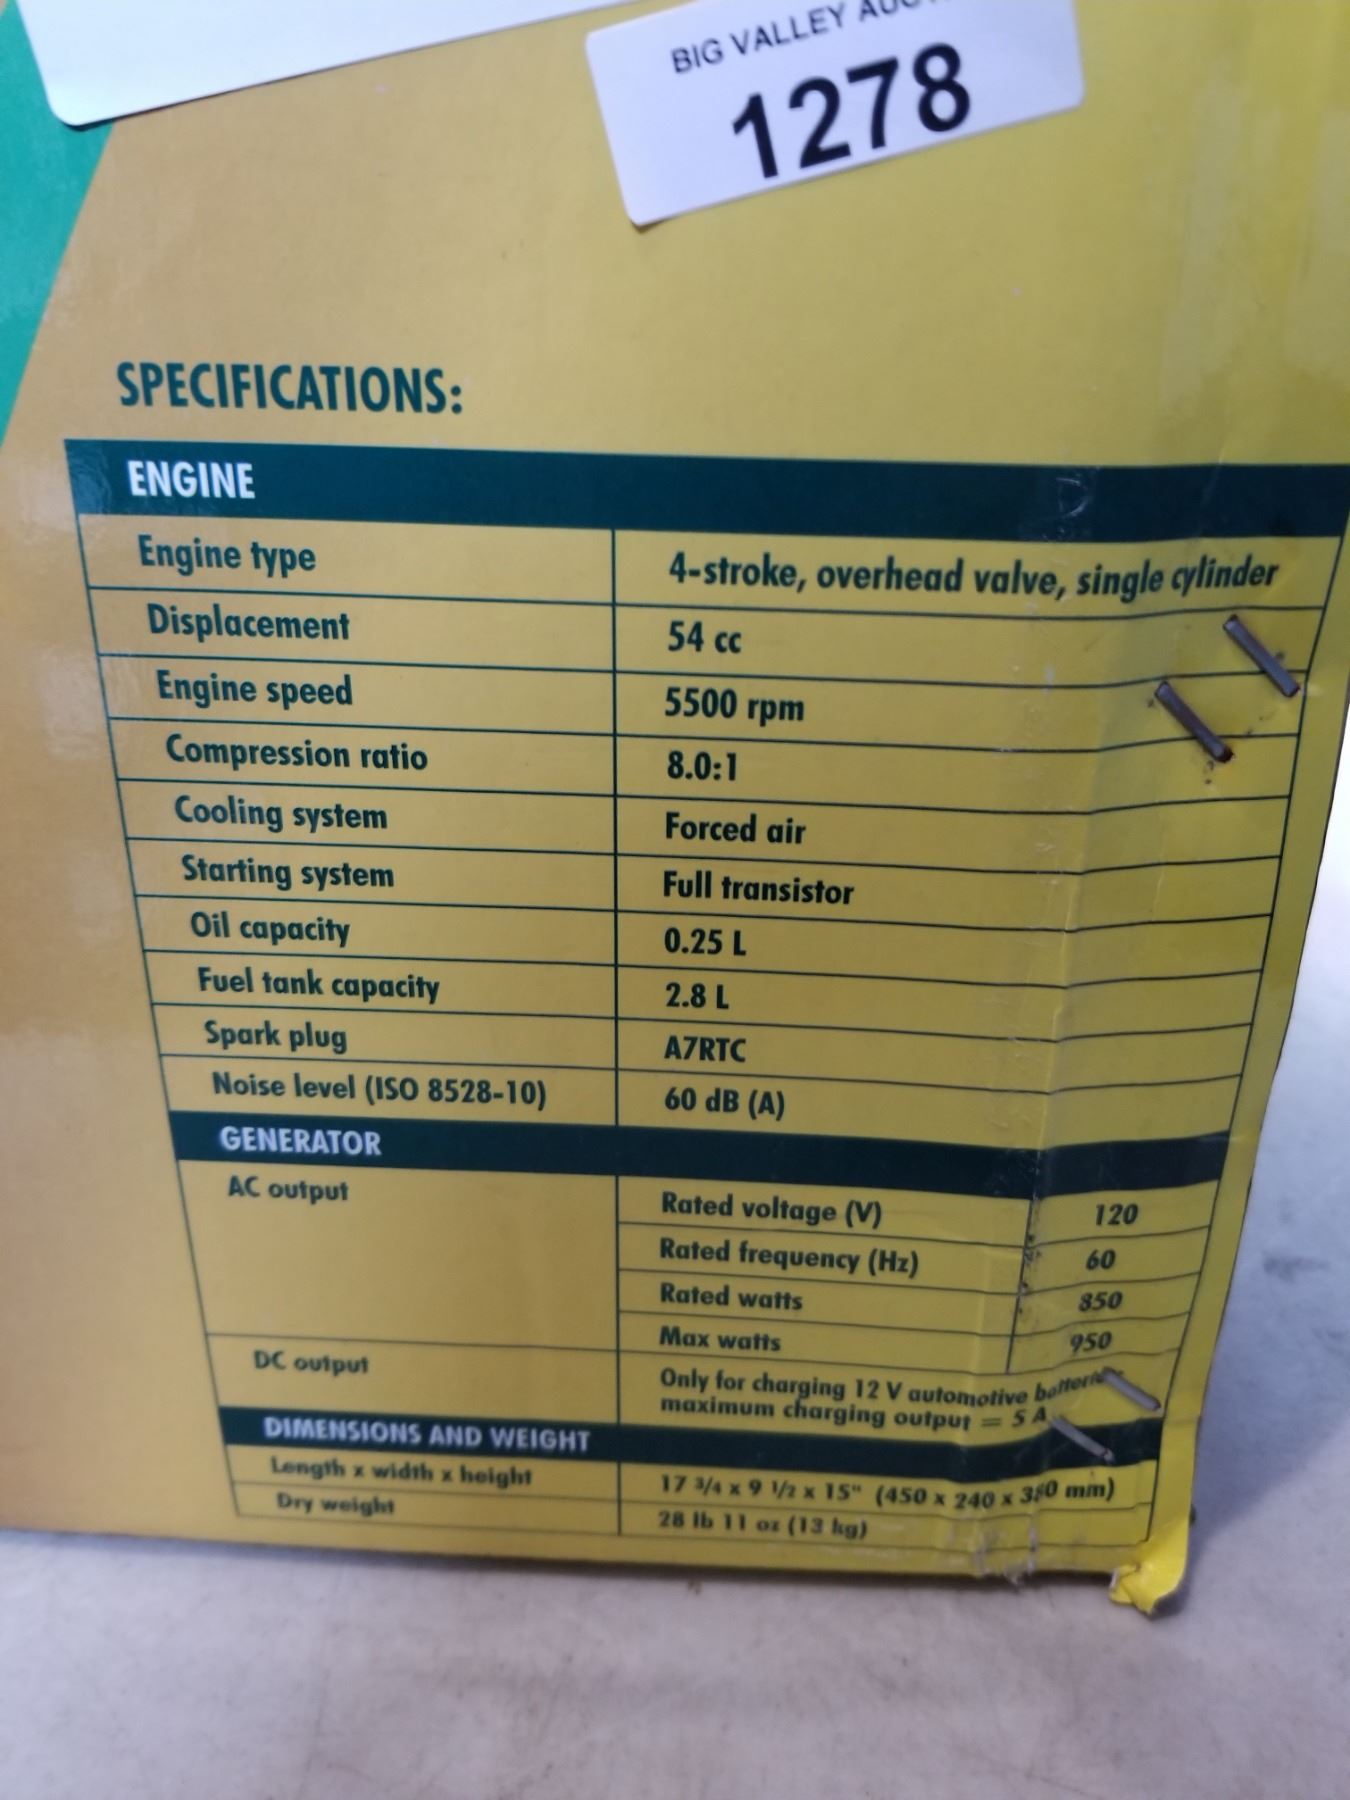 BIG VALLEY
1278
SPECIFICATIONS:
ENGINE
Engine type 4-stroke, overhead valve, single cylinder
Displacement 54 cc
Engine speed 5500 rpm
Compression ratio 8.0:1
Cooling system Forced air
Starting system Full transistor
Oil capacity 0.25 L
Fuel tank capacity 2.8 L
Spark plug A7RTC
Noise level (ISO 8528-10) 60 dB (A)
GENERATOR
AC output Rated voltage (V) 120
Rated frequency (Hz) 60
Rated watts 850
Max watts 950
DC output Only for charging 12 V automotive
maximum charging output = 5 A
DIMENSIONS AND WEIGHT
Length x width x height 17 3/4 x 9 1/2 x 15" (450 x 240 x 380 mm)
Dry weight 28 lb 11 oz (13 kg)